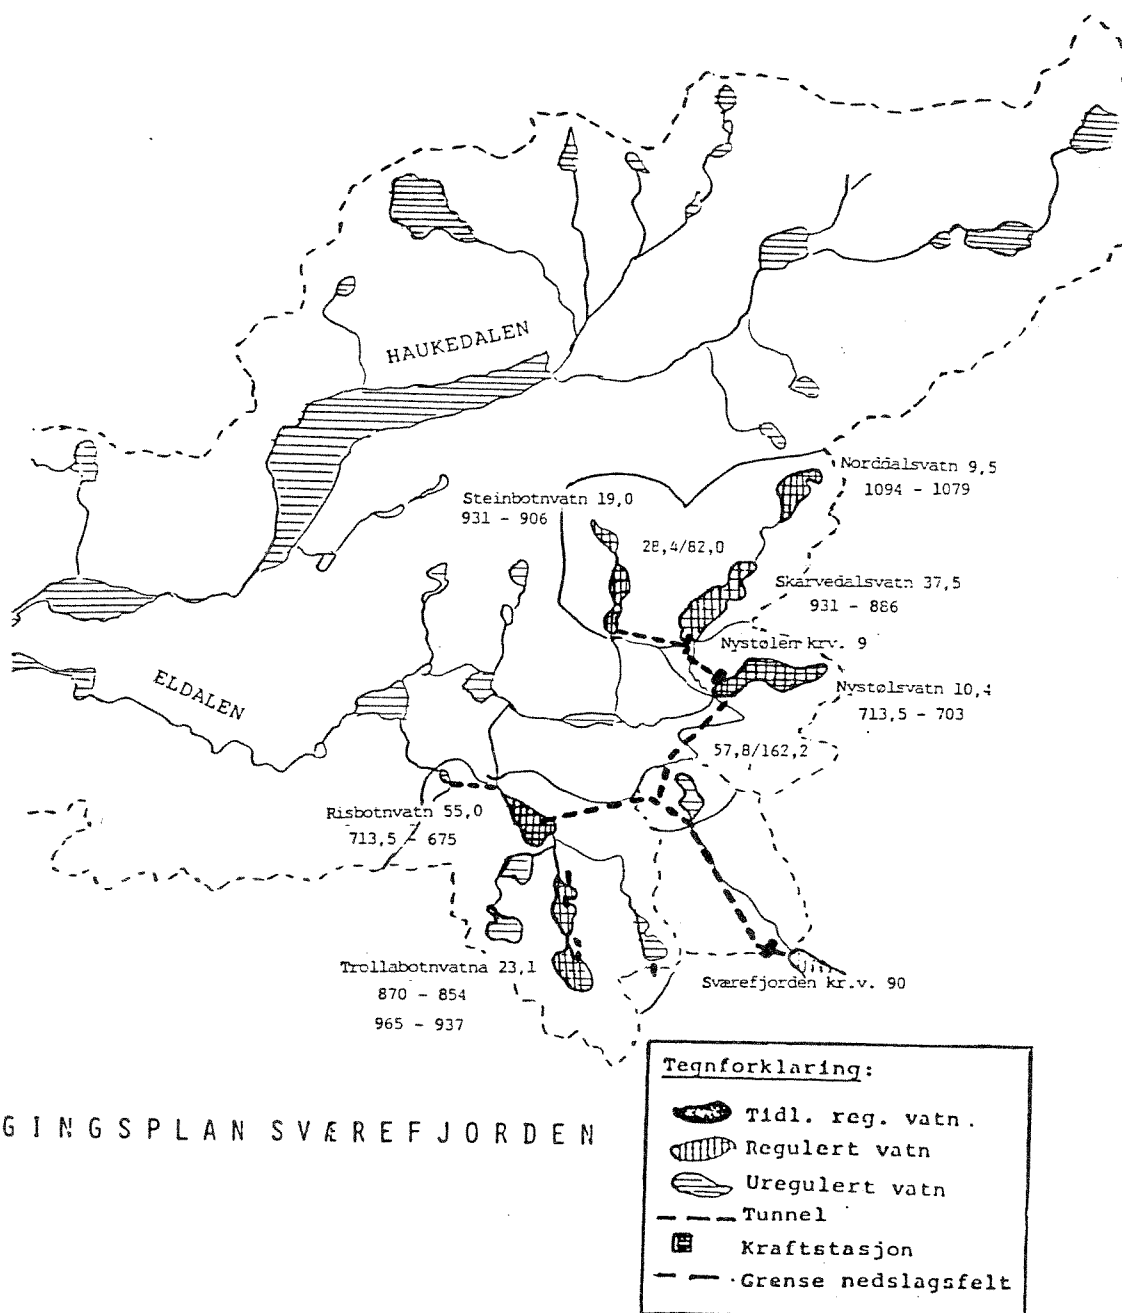 HAUKEDALEN
Norddalsvatn 9,5
1094 - 1079
Steinbotnvatn 19,0
931 - 906
28,4/82,0
Skarvedalsvatn 37,5
931 - 886
Nystølen krv. 9
ELDALEN
Nystølsvatn 10,4
713,5 - 703
57,8/162,2
Risbotnvatn 55,0
713,5 - 675
Trollabotnvatna 23,1
870 - 854
965 - 937
Sværefjorden kr.v. 90
GINGSPLAN SVÆREFJORDEN
Tegnforklaring:
Tidl. reg. vatn.
Regulert vatn
Uregulert vatn
Tunnel
Kraftstasjon
Grense nedslagsfelt